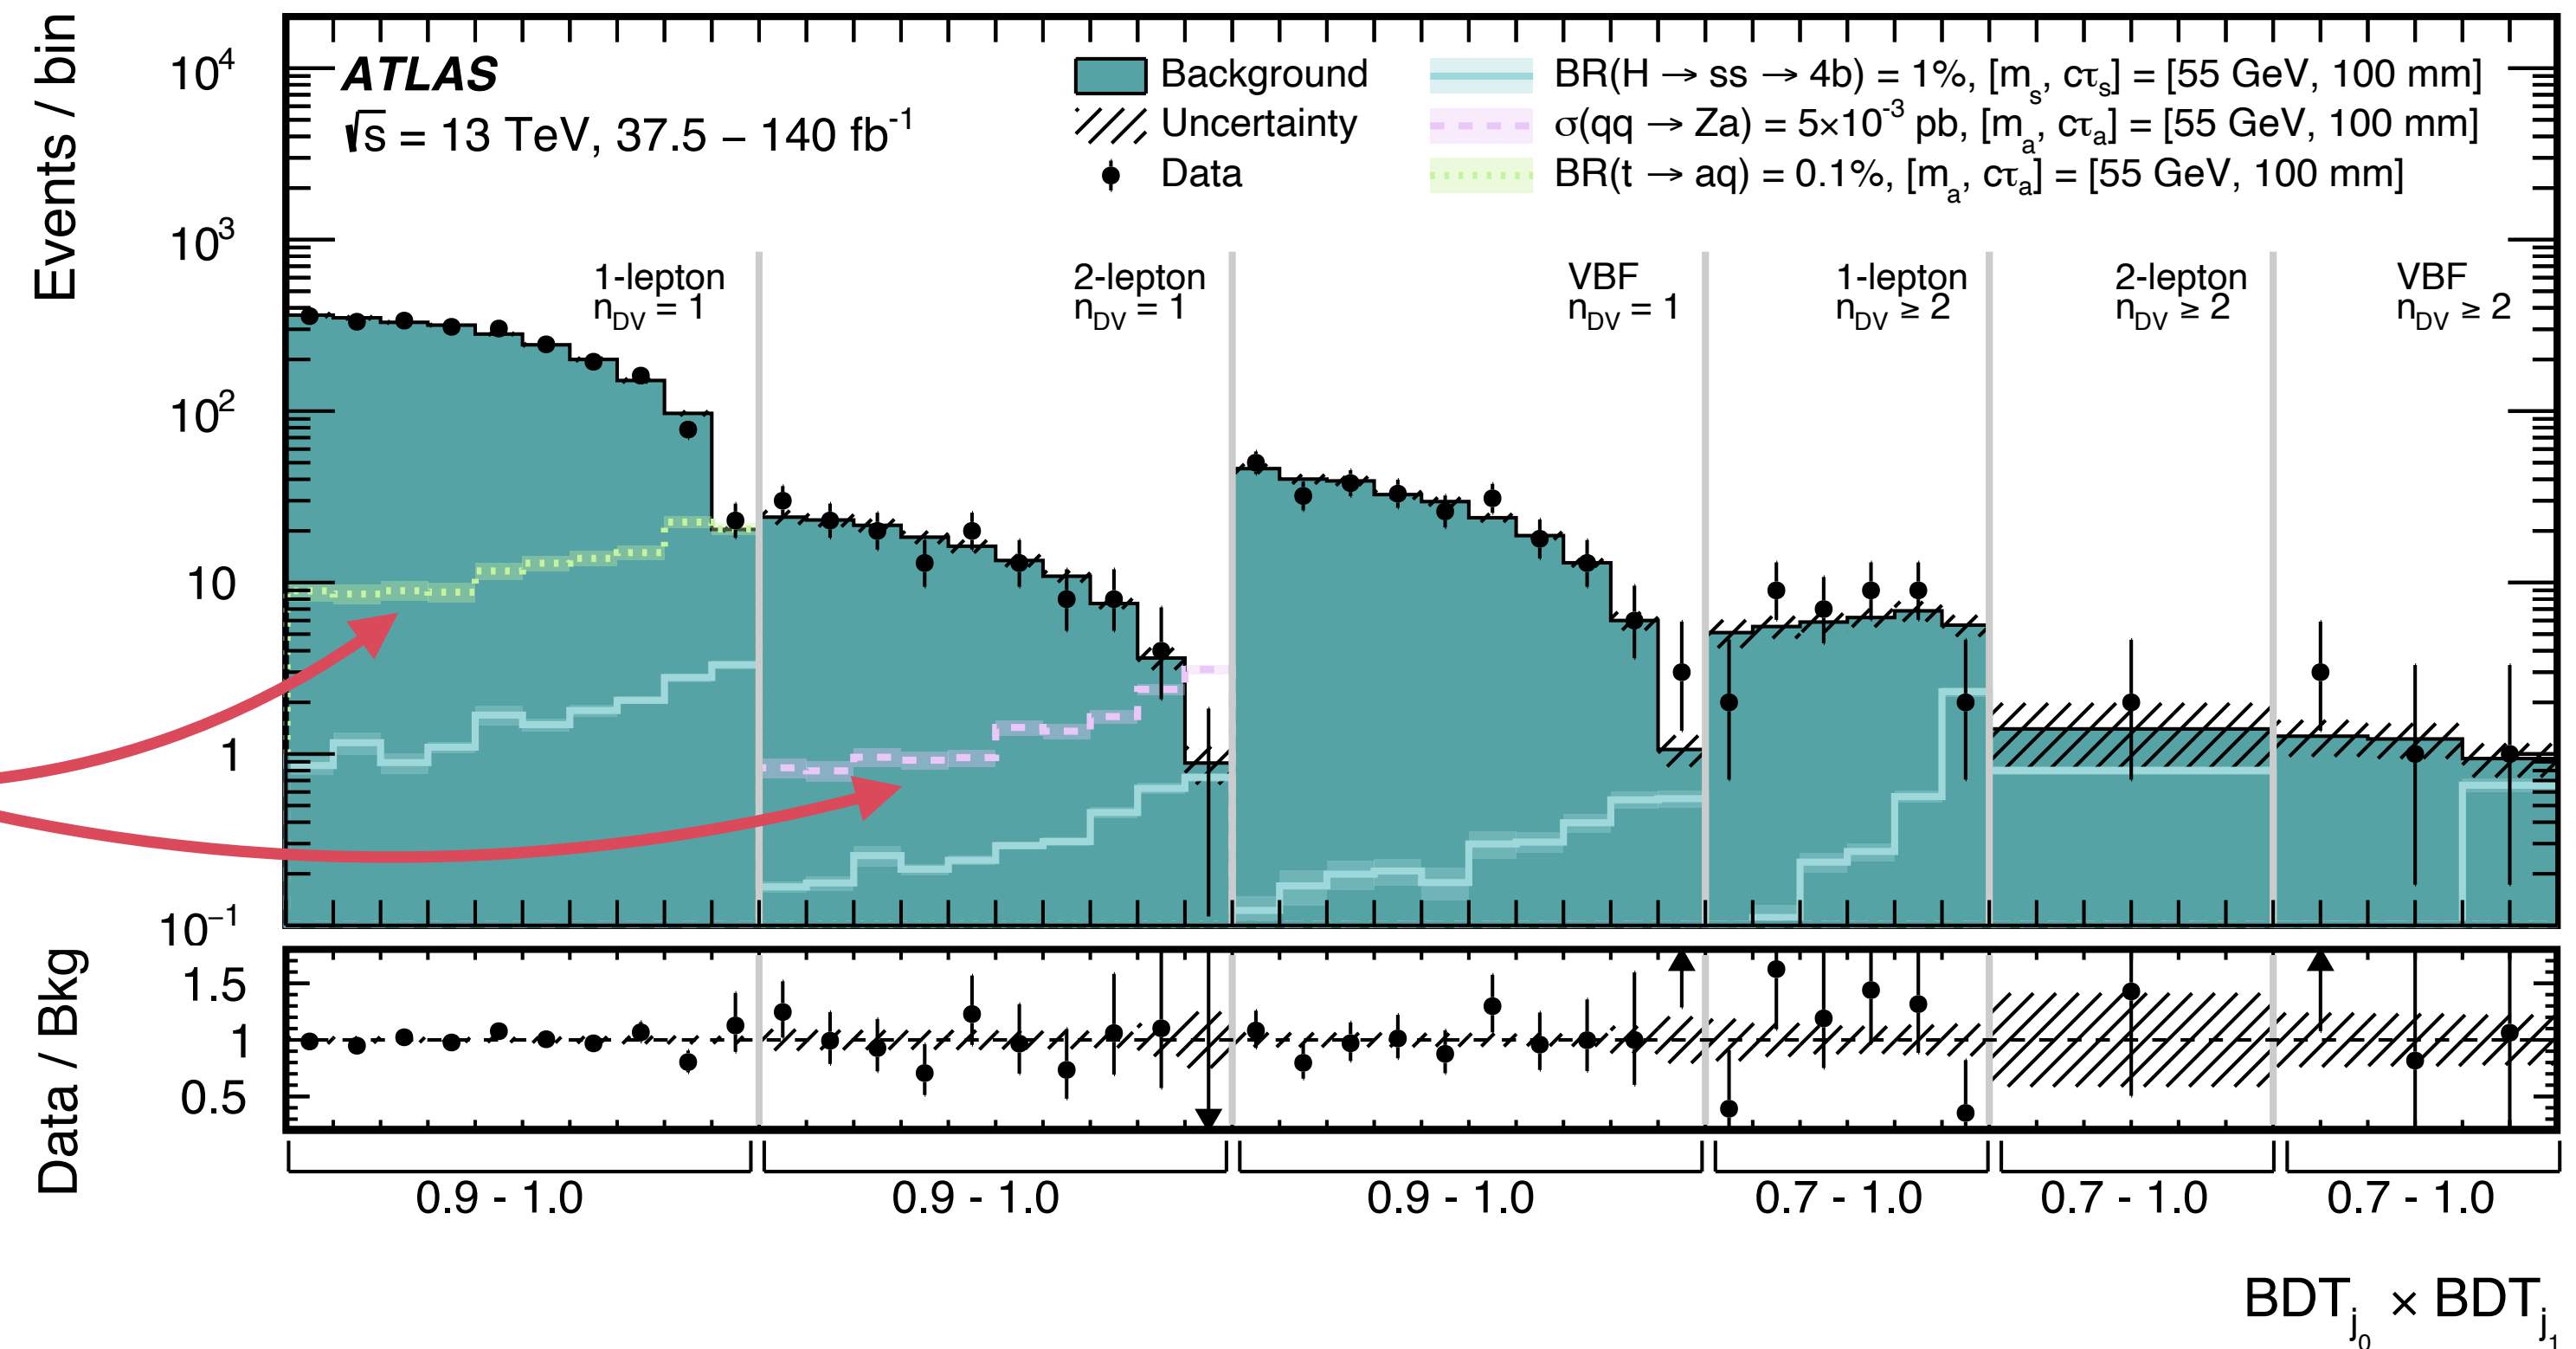 Events / bin
10⁴
10³
10²
10
1
10⁻¹
ATLAS
√s = 13 TeV, 37.5 – 140 fb⁻¹
Background
Uncertainty
Data
BR(H → ss → 4b) = 1%, [mₛ, cτₛ] = [55 GeV, 100 mm]
σ(qq → Za) = 5×10⁻³ pb, [mₐ, cτₐ] = [55 GeV, 100 mm]
BR(t → aq) = 0.1%, [mₐ, cτₐ] = [55 GeV, 100 mm]
1-lepton
n_DV = 1
2-lepton
n_DV = 1
VBF
n_DV = 1
1-lepton
n_DV ≥ 2
2-lepton
n_DV ≥ 2
VBF
n_DV ≥ 2
Data / Bkg
1.5
1
0.5
0.9 - 1.0
0.9 - 1.0
0.9 - 1.0
0.7 - 1.0
0.7 - 1.0
0.7 - 1.0
BDT_j₀ × BDT_j₁